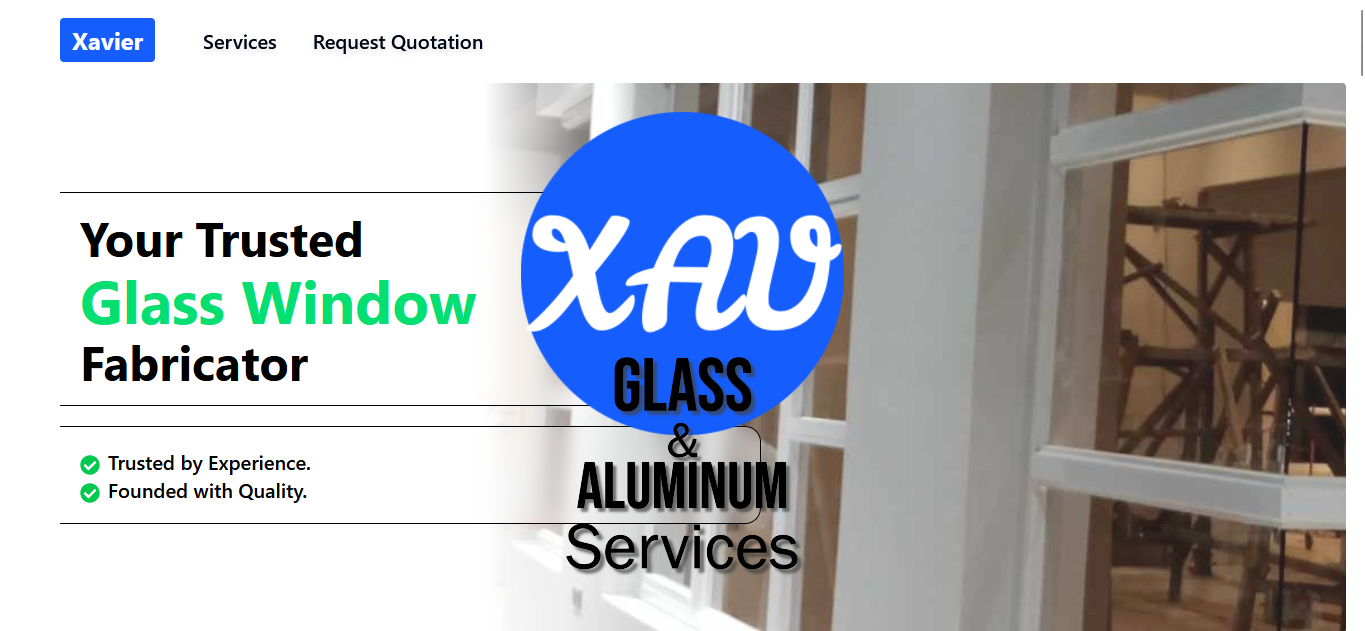 Xavier
Services
Request Quotation
Your Trusted
Glass Window
Fabricator
Trusted by Experience.
Founded with Quality.
XAV
GLASS
&
ALUMINUM
Services